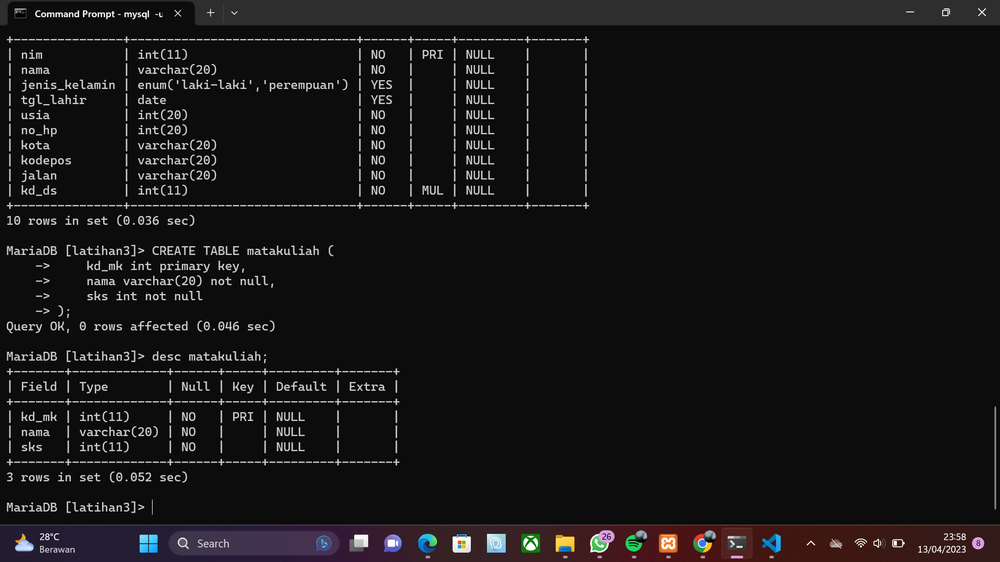 Command Prompt - mysql -u
+---------------+-------------------------------+------+-----+---------+-------+
| nim           | int(11)                       | NO   | PRI | NULL    |       |
| nama          | varchar(20)                   | NO   |     | NULL    |       |
| jenis_kelamin | enum('laki-laki','perempuan') | YES  |     | NULL    |       |
| tgl_lahir     | date                          | YES  |     | NULL    |       |
| usia          | int(20)                       | NO   |     | NULL    |       |
| no_hp         | int(20)                       | NO   |     | NULL    |       |
| kota          | varchar(20)                   | NO   |     | NULL    |       |
| kodepos       | varchar(20)                   | NO   |     | NULL    |       |
| jalan         | varchar(20)                   | NO   |     | NULL    |       |
| kd_ds         | int(11)                       | NO   | MUL | NULL    |       |
+---------------+-------------------------------+------+-----+---------+-------+
10 rows in set (0.036 sec)
MariaDB [latihan3]> CREATE TABLE matakuliah (
    ->     kd_mk int primary key,
    ->     nama varchar(20) not null,
    ->     sks int not null
    -> );
Query OK, 0 rows affected (0.046 sec)
MariaDB [latihan3]> desc matakuliah;
+-------+-------------+------+-----+---------+-------+
| Field | Type        | Null | Key | Default | Extra |
+-------+-------------+------+-----+---------+-------+
| kd_mk | int(11)     | NO   | PRI | NULL    |       |
| nama  | varchar(20) | NO   |     | NULL    |       |
| sks   | int(11)     | NO   |     | NULL    |       |
+-------+-------------+------+-----+---------+-------+
3 rows in set (0.052 sec)
MariaDB [latihan3]>
28°C
Berawan
Search
26
23:58
13/04/2023
8